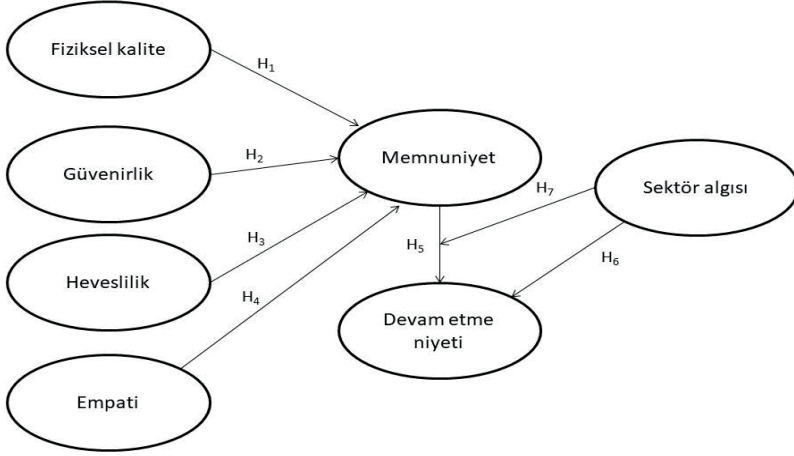 Fiziksel kalite
H1
Güvenirlik
H2
Memnuniyet
Sektör algısı
H7
H3
H5
Heveslilik
H6
H4
Devam etme
niyeti
Empati